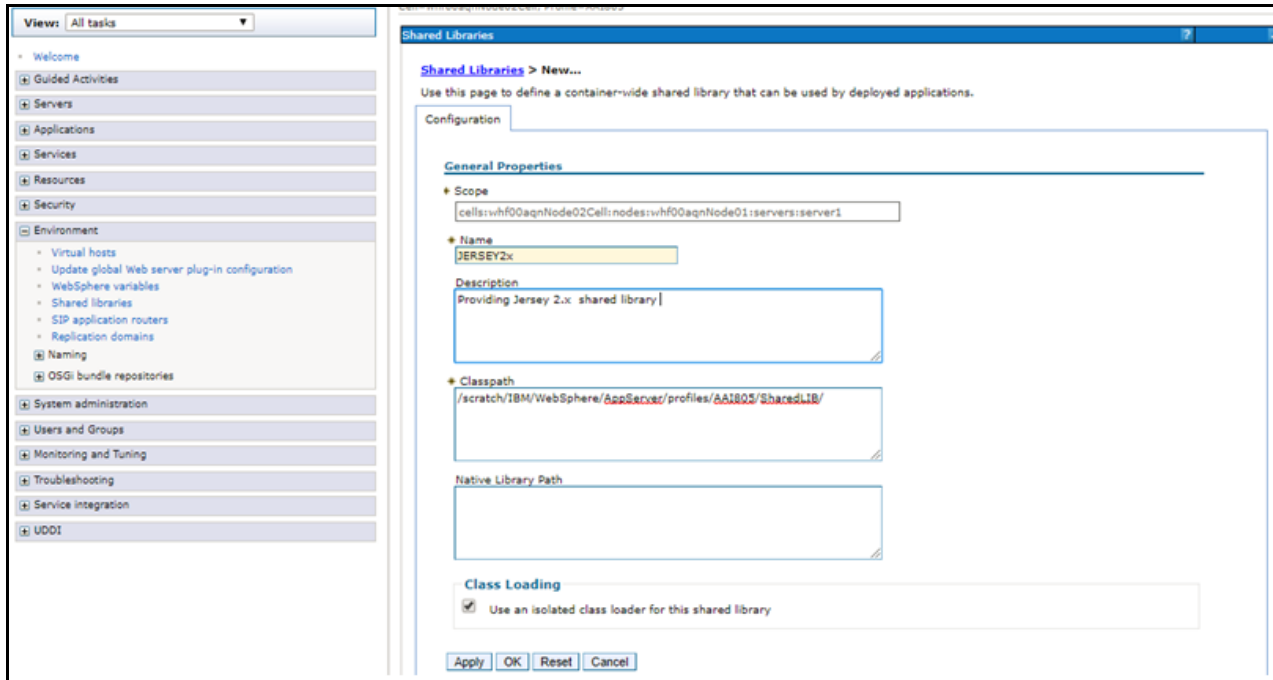 View: All tasks
Welcome
Guided Activities
Servers
Applications
Services
Resources
Security
Environment
Virtual hosts
Update global Web server plug-in configuration
WebSphere variables
Shared libraries
SIP application routers
Replication domains
Naming
OSGi bundle repositories
System administration
Users and Groups
Monitoring and Tuning
Troubleshooting
Service integration
UDDI
Shared Libraries
?
Shared Libraries > New...
Use this page to define a container-wide shared library that can be used by deployed applications.
Configuration
General Properties
Scope
cells:whf00aqnNode02Cell:nodes:whf00aqnNode01:servers:server1
Name
JERSEY2x
Description
Providing Jersey 2.x shared library
Classpath
/scratch/IBM/WebSphere/AppServer/profiles/AAI805/SharedLIB/
Native Library Path
Class Loading
Use an isolated class loader for this shared library
Apply OK Reset Cancel